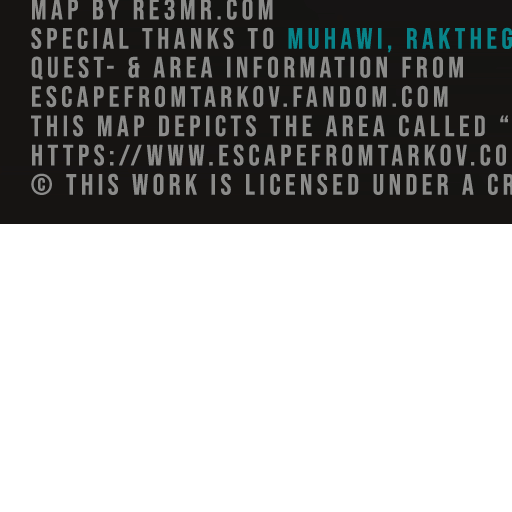 MAP BY RE3MR.COM
SPECIAL THANKS TO MUHAWI, RAKTHEG
QUEST- & AREA INFORMATION FROM
ESCAPEFROMTARKOV.FANDOM.COM
THIS MAP DEPICTS THE AREA CALLED “
HTTPS://WWW.ESCAPEFROMTARKOV.CO
© THIS WORK IS LICENSED UNDER A CR